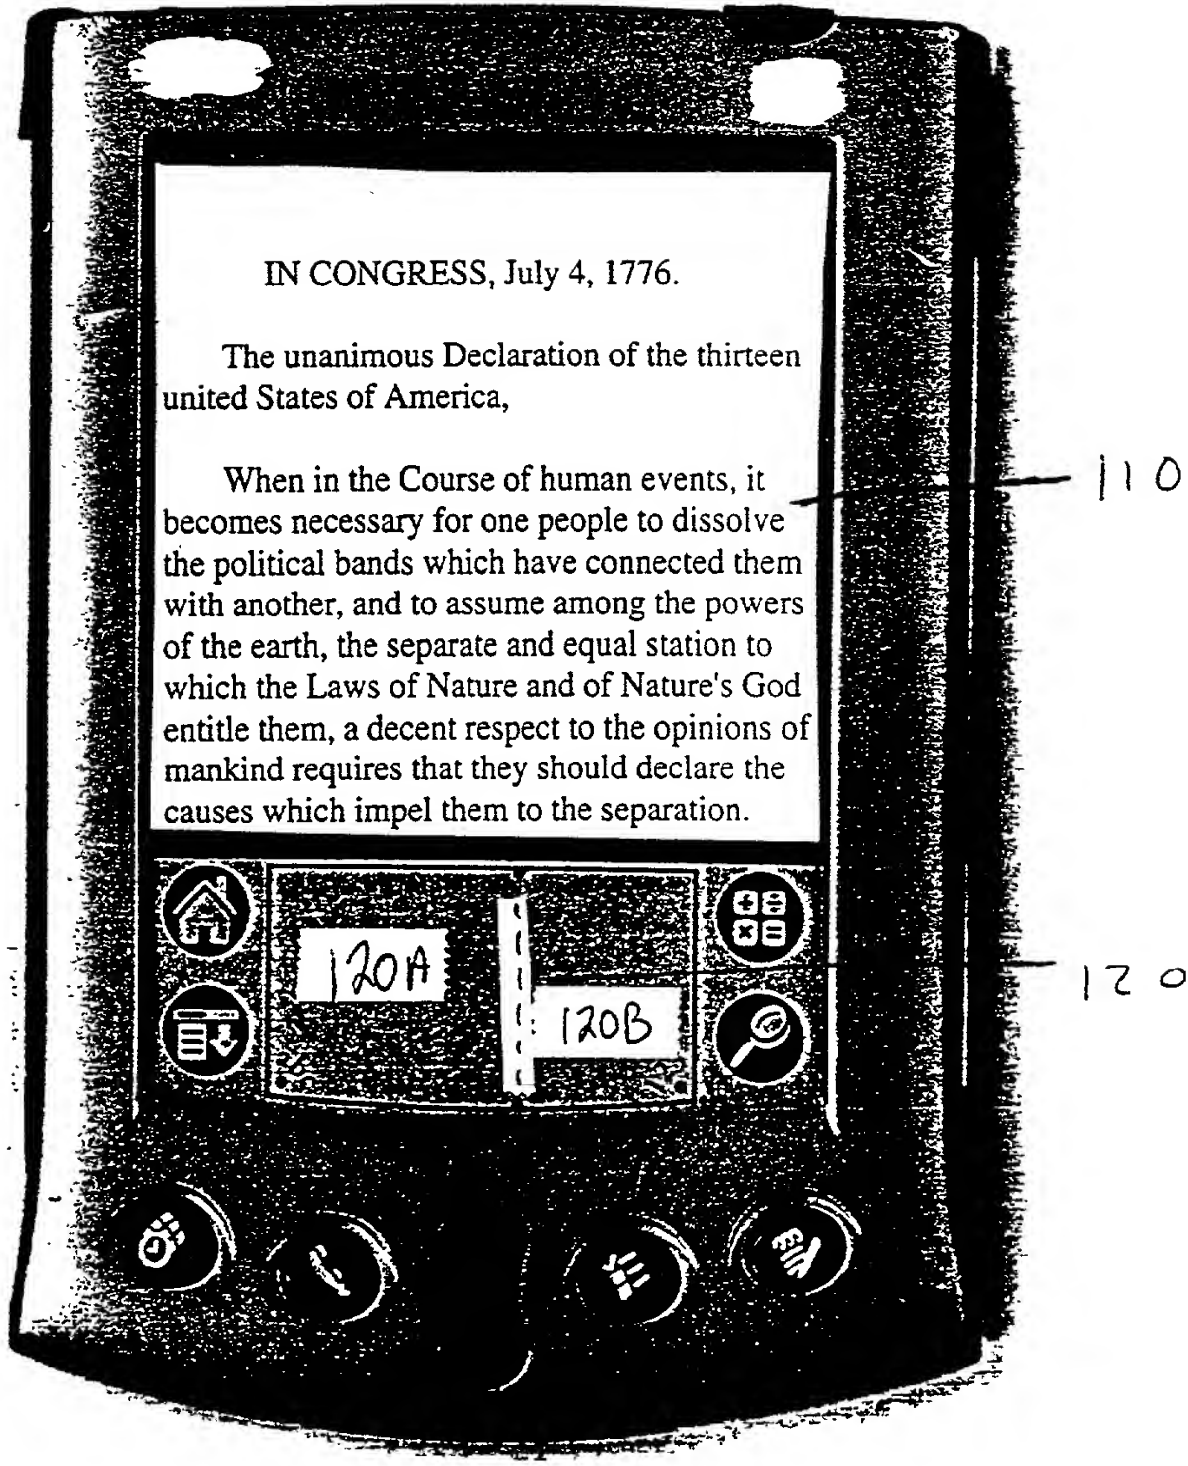 IN CONGRESS, July 4, 1776.
The unanimous Declaration of the thirteen
united States of America,
When in the Course of human events, it
becomes necessary for one people to dissolve
the political bands which have connected them
with another, and to assume among the powers
of the earth, the separate and equal station to
which the Laws of Nature and of Nature's God
entitle them, a decent respect to the opinions of
mankind requires that they should declare the
causes which impel them to the separation.
110
120A
120B
120